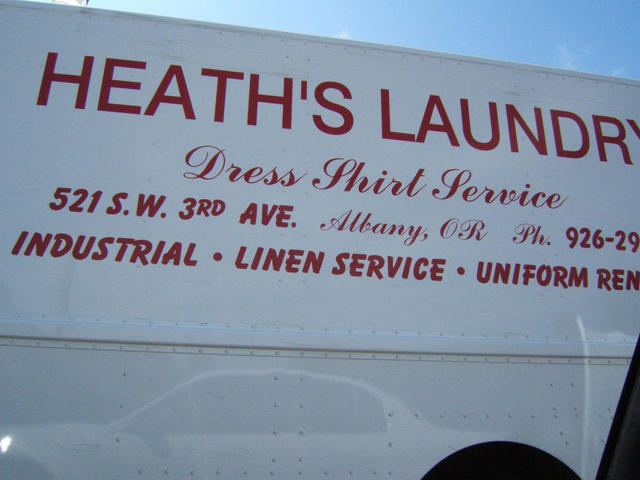 HEATH'S LAUNDRY
Dress Shirt Service
521 S.W. 3RD AVE. Albany, OR Ph. 926-29
INDUSTRIAL • LINEN SERVICE • UNIFORM REN